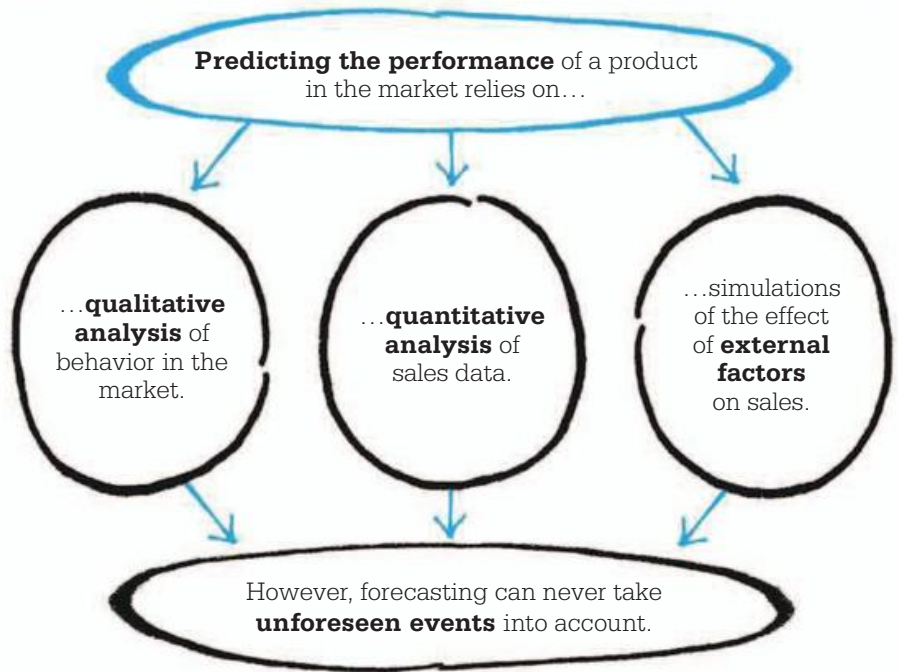 Predicting the performance of a product
in the market relies on…
…qualitative
analysis of
behavior in the
market.
…quantitative
analysis of
sales data.
…simulations
of the effect
of external
factors
on sales.
However, forecasting can never take
unforeseen events into account.